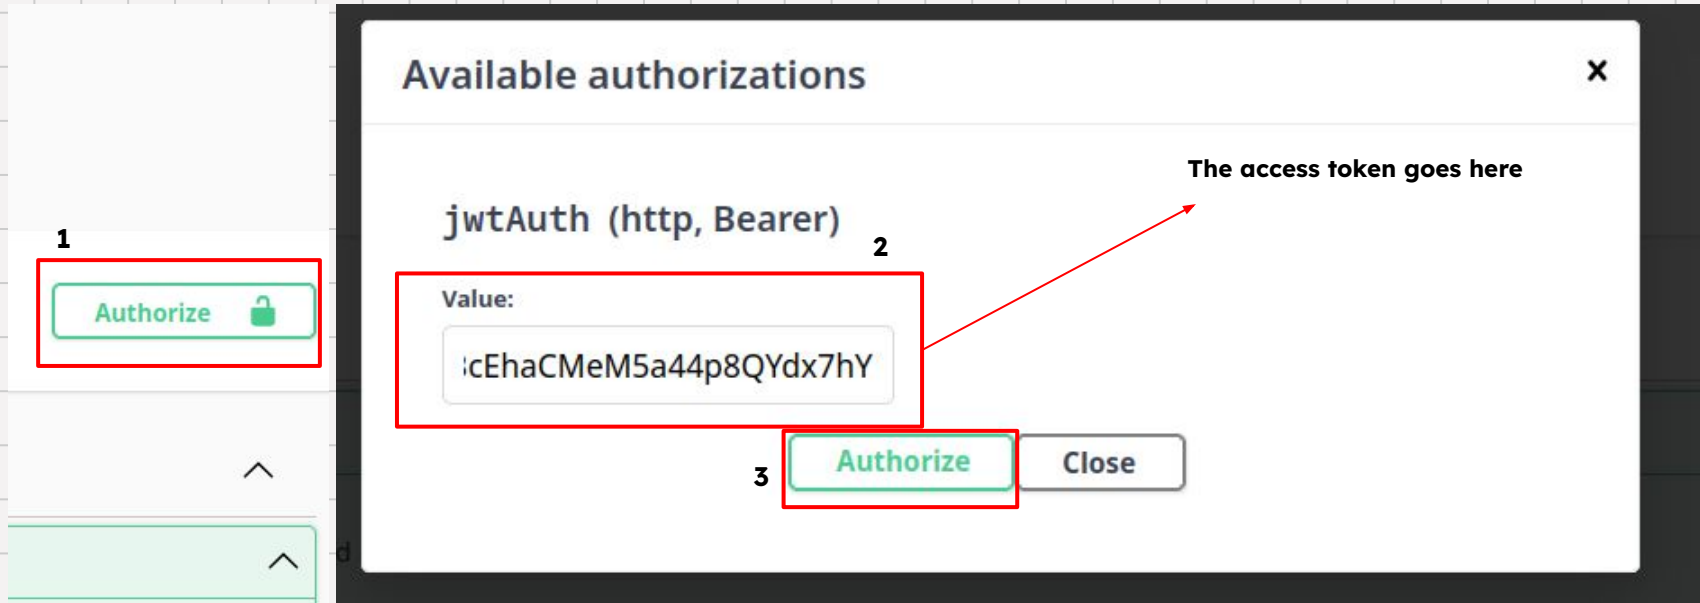 Available authorizations
The access token goes here
jwtAuth (http, Bearer)
1
2
Authorize
Value:
cEhaCMeM5a44p8QYdx7hY
3
Authorize
Close
d